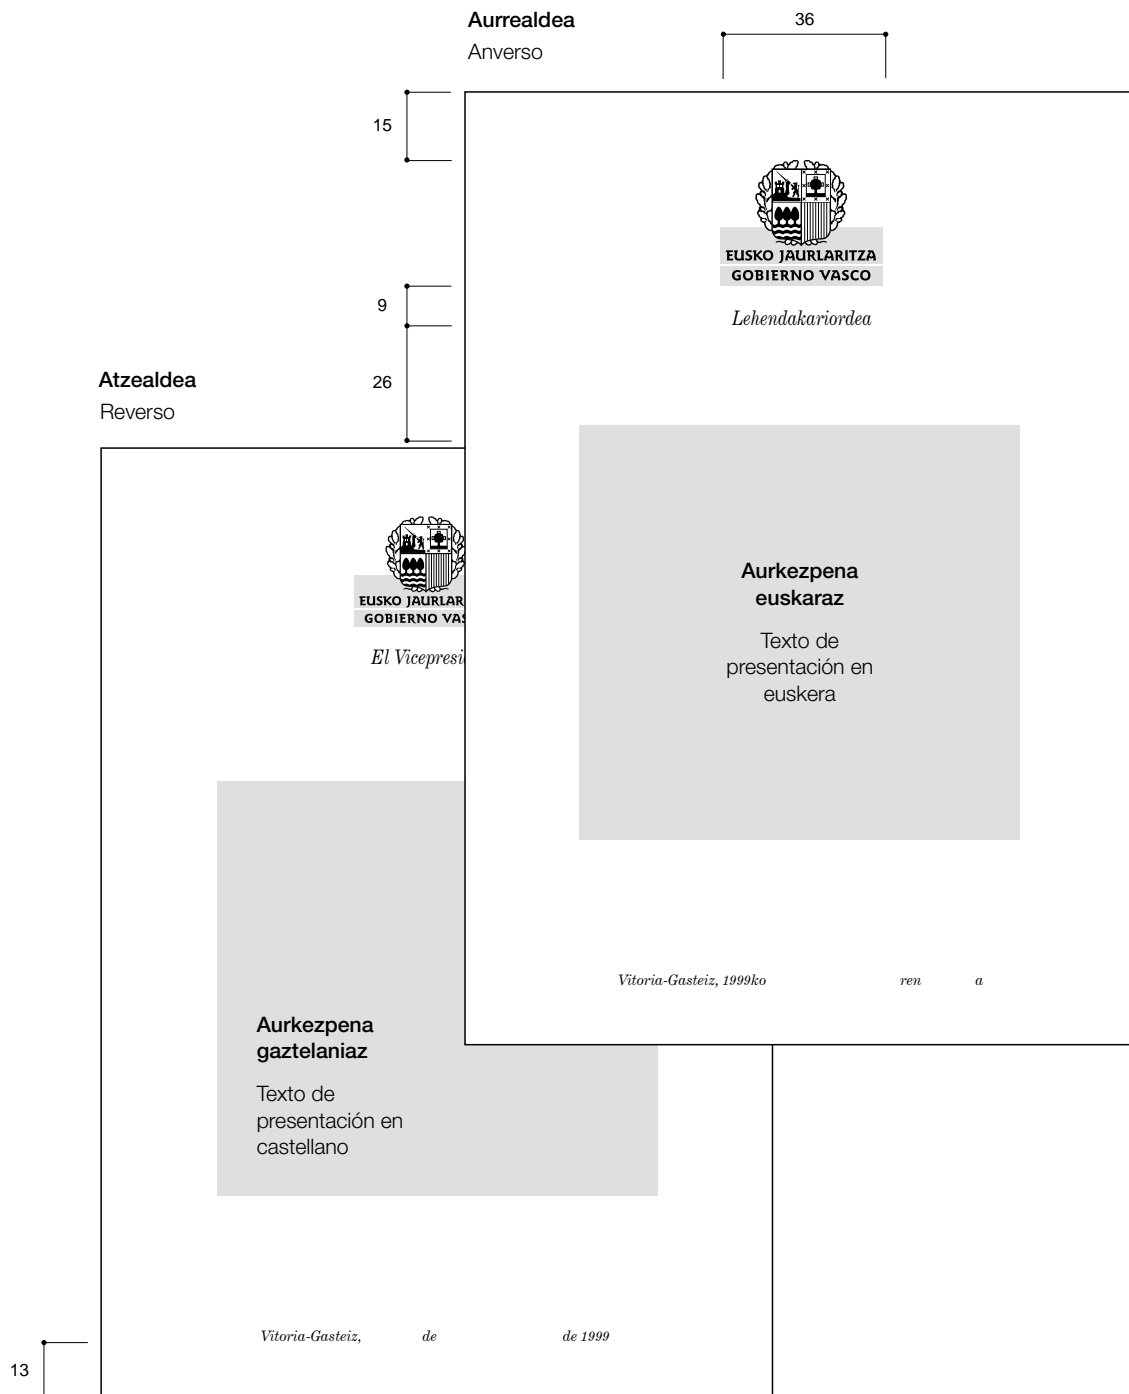 Aurrealdea
Anverso
36
15
EUSKO JAURLARITZA
GOBIERNO VASCO
9
Lehendakariordea
26
Atzealdea
Reverso
EUSKO JAURLAR
GOBIERNO VAS
El Vicepresi
Aurkezpena
euskaraz
Texto de
presentación en
euskera
Vitoria-Gasteiz, 1999ko ren a
Aurkezpena
gaztelaniaz
Texto de
presentación en
castellano
Vitoria-Gasteiz, de de 1999
13